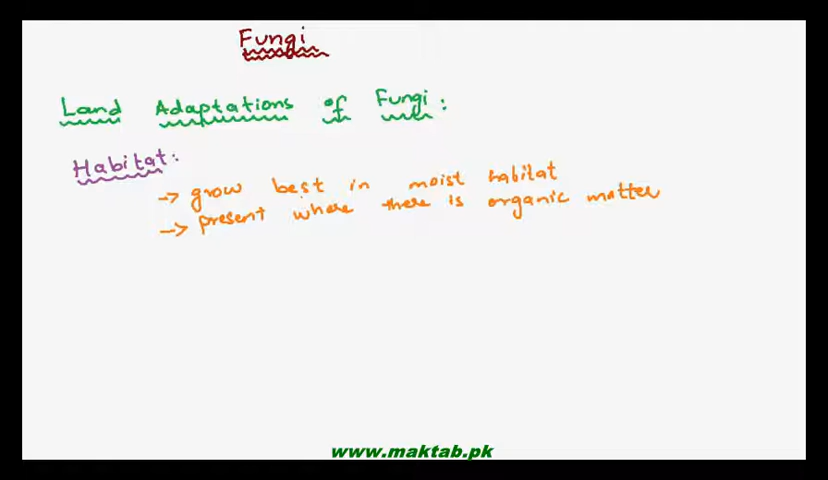 Fungi
Land Adaptations of Fungi:
Habitat:
-> grow best in moist habitat
-> present where there is organic matter
www.maktab.pk